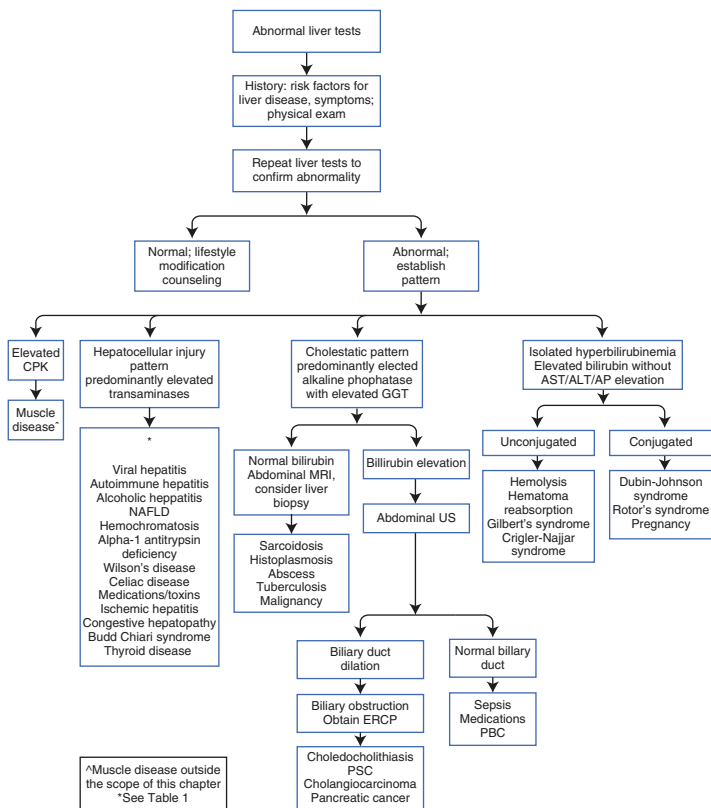 Abnormal liver tests
History: risk factors for
liver disease, symptoms;
physical exam
Repeat liver tests to
confirm abnormality
Normal; lifestyle
modification
counseling
Abnormal;
establish
pattern
Elevated
CPK
Hepatocellular injury
pattern
predominantly elevated
transaminases
Cholestatic pattern
predominantly elected
alkaline phophatase
with elevated GGT
Isolated hyperbilirubinemia
Elevated bilirubin without
AST/ALT/AP elevation
Muscle
disease^
*
Viral hepatitis
Autoimmune hepatitis
Alcoholic heppatitis
NAFLD
Hemochromatosis
Alpha-1 antitrypsin
deficiency
Wilson's disease
Celiac disease
Medications/toxins
Ischemic hepatitis
Congestive hepatopathy
Budd Chiari syndrome
Thyroid disease
Normal bilirubin
Abdominal MRI,
consider liver
biopsy
Billirubin elevation
Unconjugated
Conjugated
Sarcoidosis
Histoplasmosis
Abscess
Tuberculosis
Malignancy
Abdominal US
Hemolysis
Hematoma
reabsorption
Gilbert's syndrome
Crigler-Najjar
syndrome
Dubin-Johnson
syndrome
Rotor's syndrome
Pregnancy
Biliary duct
dilation
Normal billary
duct
Biliary obstruction
Obtain ERCP
Sepsis
Medications
PBC
Choledocholithiasis
PSC
Cholangiocarcinoma
Pancreatic cancer
^Muscle disease outside
the scope of this chapter
*See Table 1